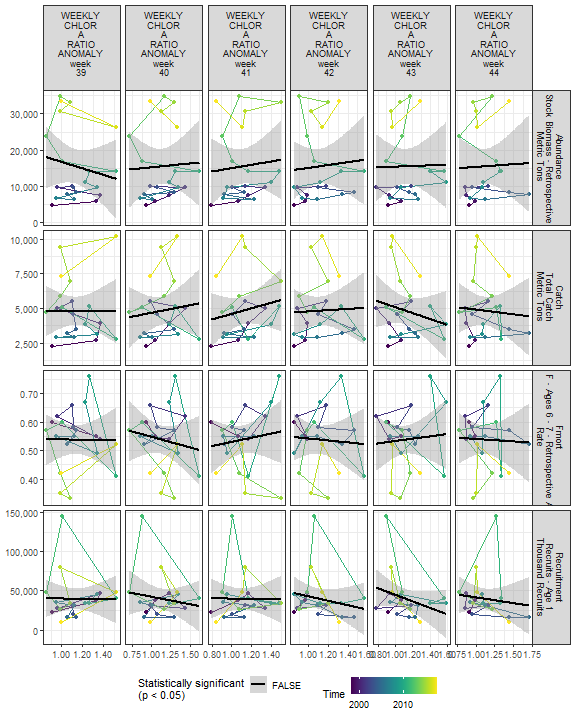 WEEKLY WEEKLY WEEKLY WEEKLY WEEKLY WEEKLY
CHLOR CHLOR CHLOR CHLOR CHLOR CHLOR
A A A A A A
RATIO RATIO RATIO RATIO RATIO RATIO
ANOMALY ANOMALY ANOMALY ANOMALY ANOMALY ANOMALY
week week week week week week
39 40 41 42 43 44
30,000
20,000
10,000
0
Abundance
Stock Biomass - Retrospective
Metric Tons
10,000
7,500
5,000
2,500
Catch
Total Catch
Metric Tons
0.70
0.60
0.50
0.40
Fmort
F - Ages 6 - 7 - Retrospective A
Rate
150,000
100,000
50,000
0
Recruitment
Recruits - Age 1
Thousand Recruits
1.00 1.20 1.40 0.75 1.00 1.25 1.50 0.80 1.00 1.20 1.40 0.80 1.00 1.20 1.40 1.60 0.80 1.00 1.20 1.40 1.60 0.75 1.00 1.25 1.50 1.75
Statistically significant
(p < 0.05)
FALSE
Time
2000 2010